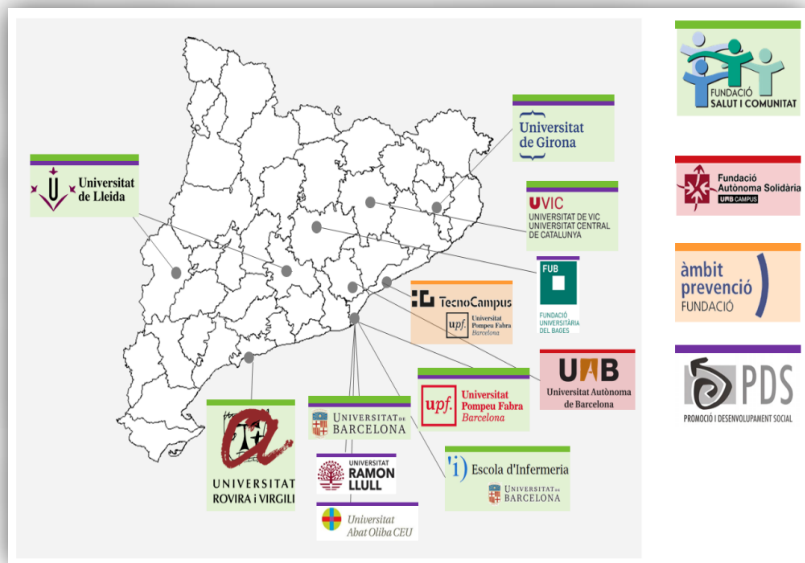 Universitat
de Lleida
Universitat
de Girona
UVIC
UNIVERSITAT DE VIC
UNIVERSITAT CENTRAL
DE CATALUNYA
FUB
FUNDACIÓ
UNIVERSITÀRIA
DEL BAGES
TecnoCampus
upf.
Universitat
Pompeu Fabra
Barcelona
UAB
Universitat Autònoma
de Barcelona
upf.
Universitat
Pompeu Fabra
Barcelona
UNIVERSITAT DE
BARCELONA
UNIVERSITAT
RAMON
LLULL
Universitat
Abat Oliba CEU
'i) Escola d'Infermeria
UNIVERSITAT DE
BARCELONA
UNIVERSITAT
ROVIRA i VIRGILI
FUNDACIÓ
SALUT I COMUNITAT
Fundació
Autònoma Solidària
UAB CAMPUS
àmbit
prevenció
FUNDACIÓ
PDS
PROMOCIÓ I DESENVOLUPAMENT SOCIAL